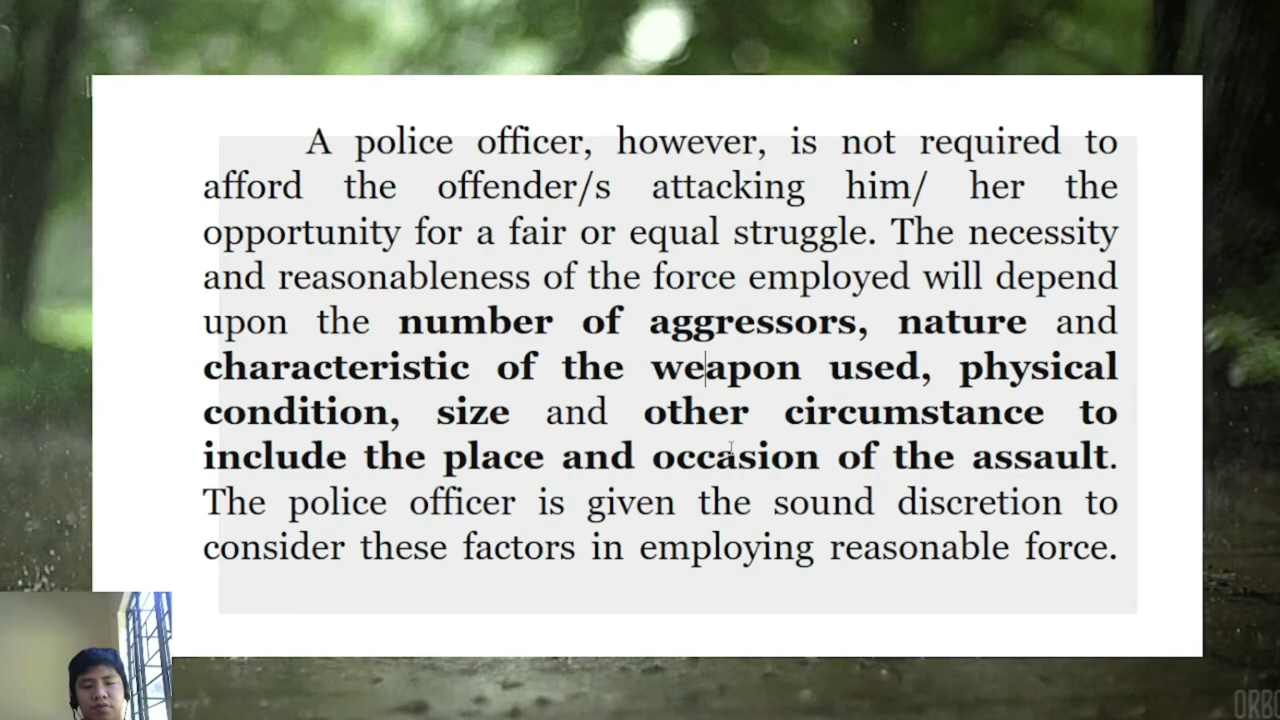 A police officer, however, is not required to
afford the offender/s attacking him/ her the
opportunity for a fair or equal struggle. The necessity
and reasonableness of the force employed will depend
upon the number of aggressors, nature and
characteristic of the weapon used, physical
condition, size and other circumstance to
include the place and occasion of the assault.
The police officer is given the sound discretion to
consider these factors in employing reasonable force.